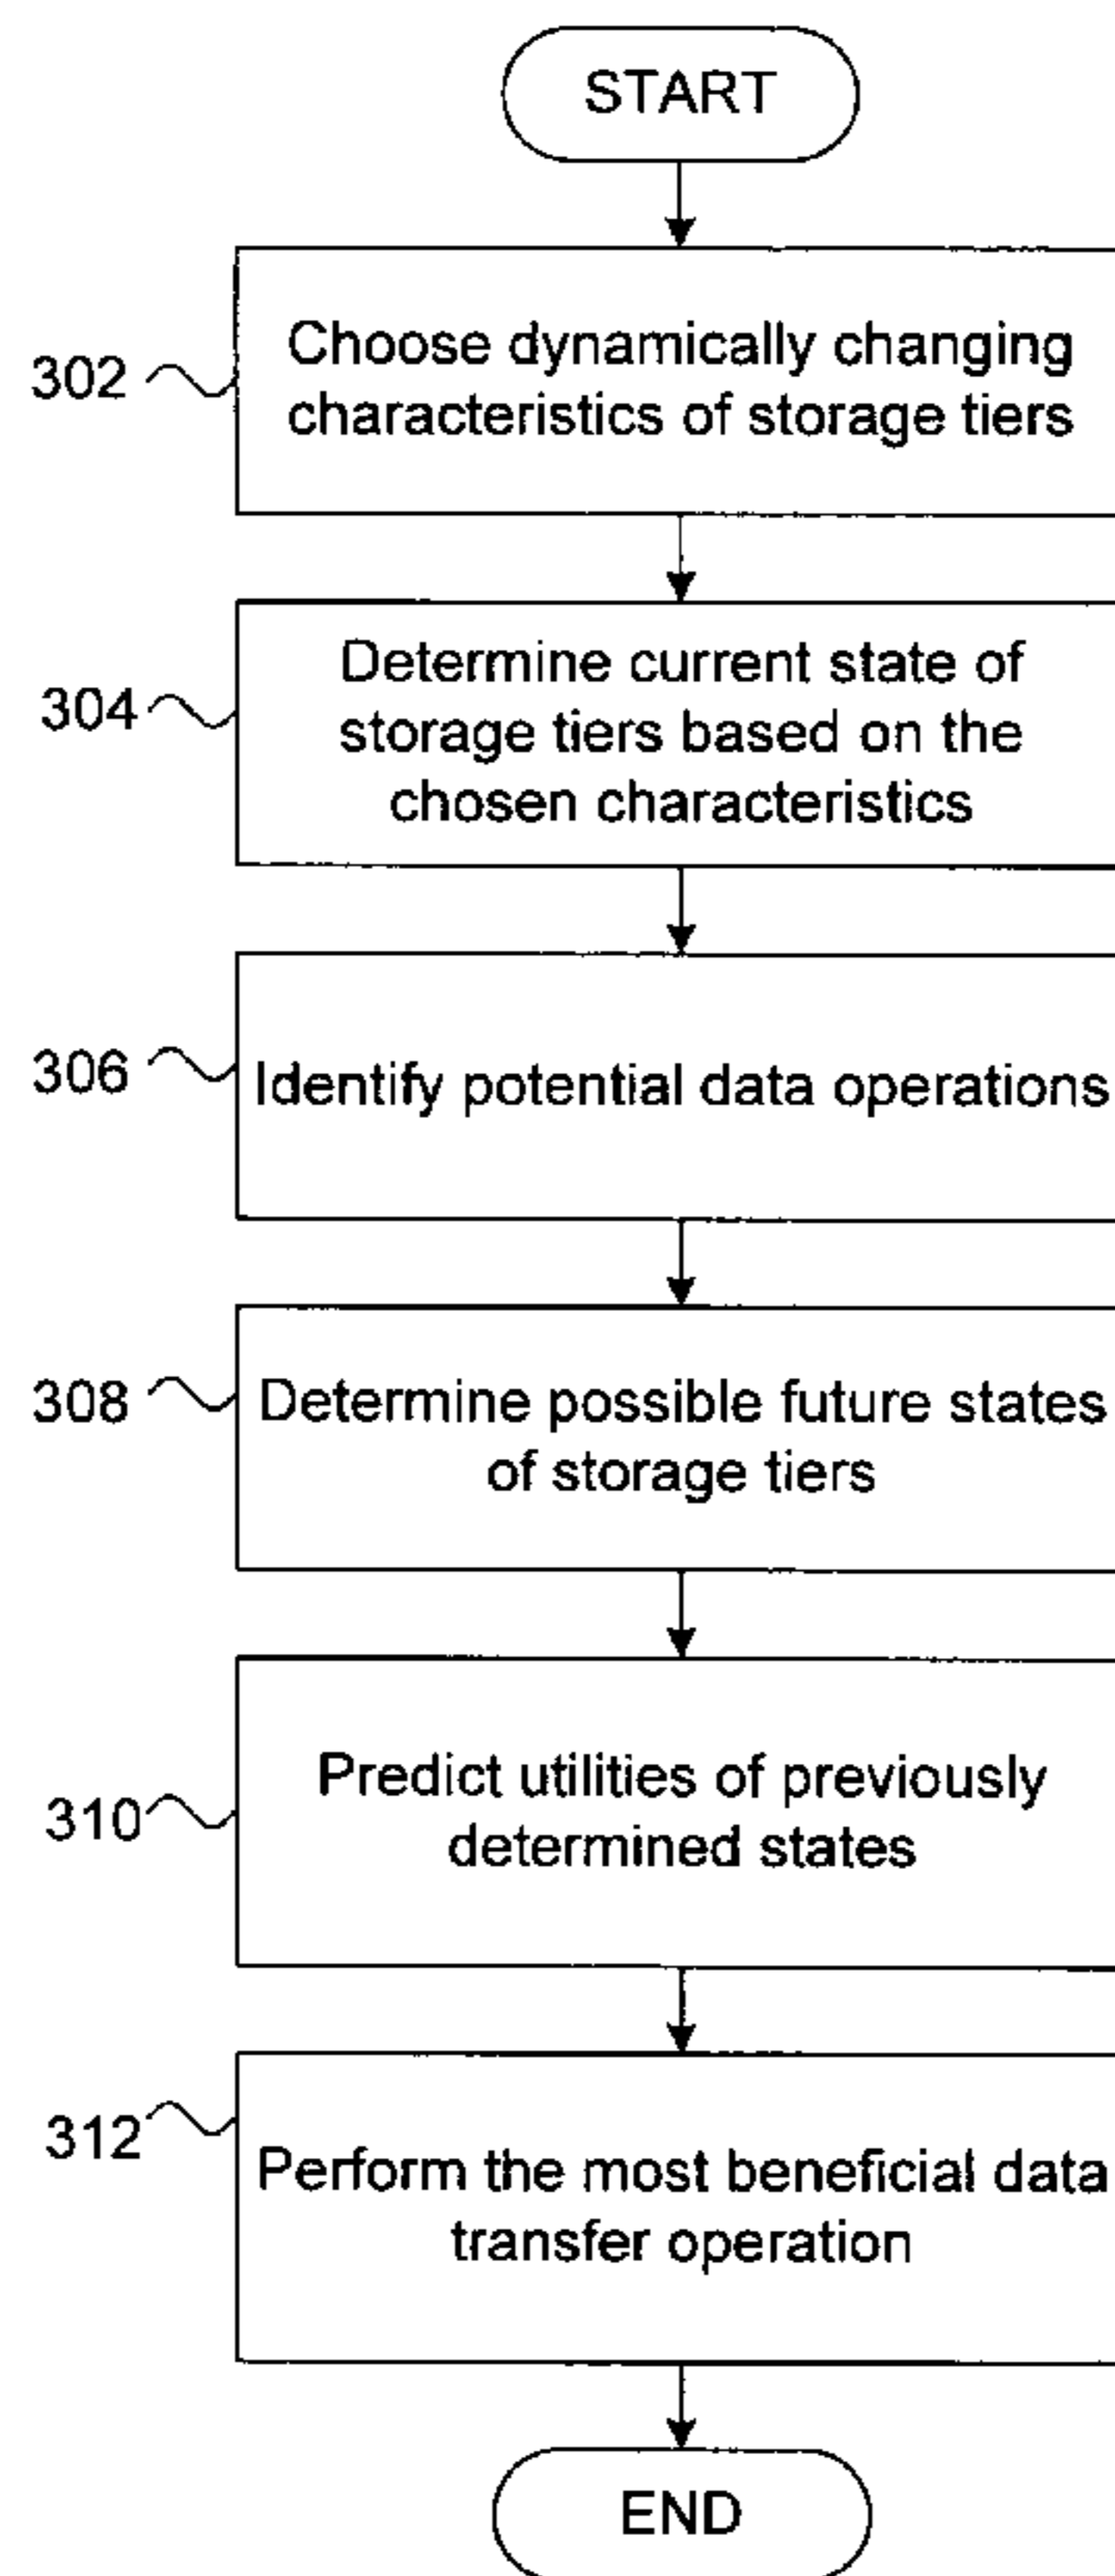 START
302
Choose dynamically changing
characteristics of storage tiers
304
Determine current state of
storage tiers based on the
chosen characteristics
306
Identify potential data operations
308
Determine possible future states
of storage tiers
310
Predict utilities of previously
determined states
312
Perform the most beneficial data
transfer operation
END